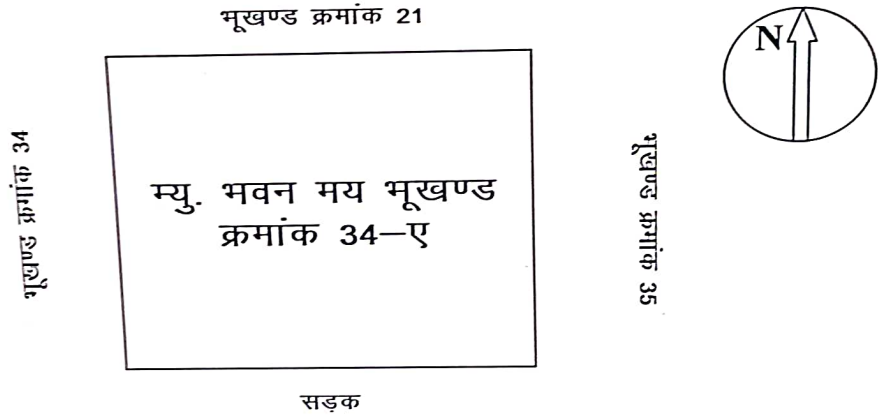 भूखण्ड क्रमांक 21
N
भूखण्ड क्रमांक 34
म्यु. भवन मय भूखण्ड
क्रमांक 34–ए
भूखण्ड क्रमांक 35
सड़क